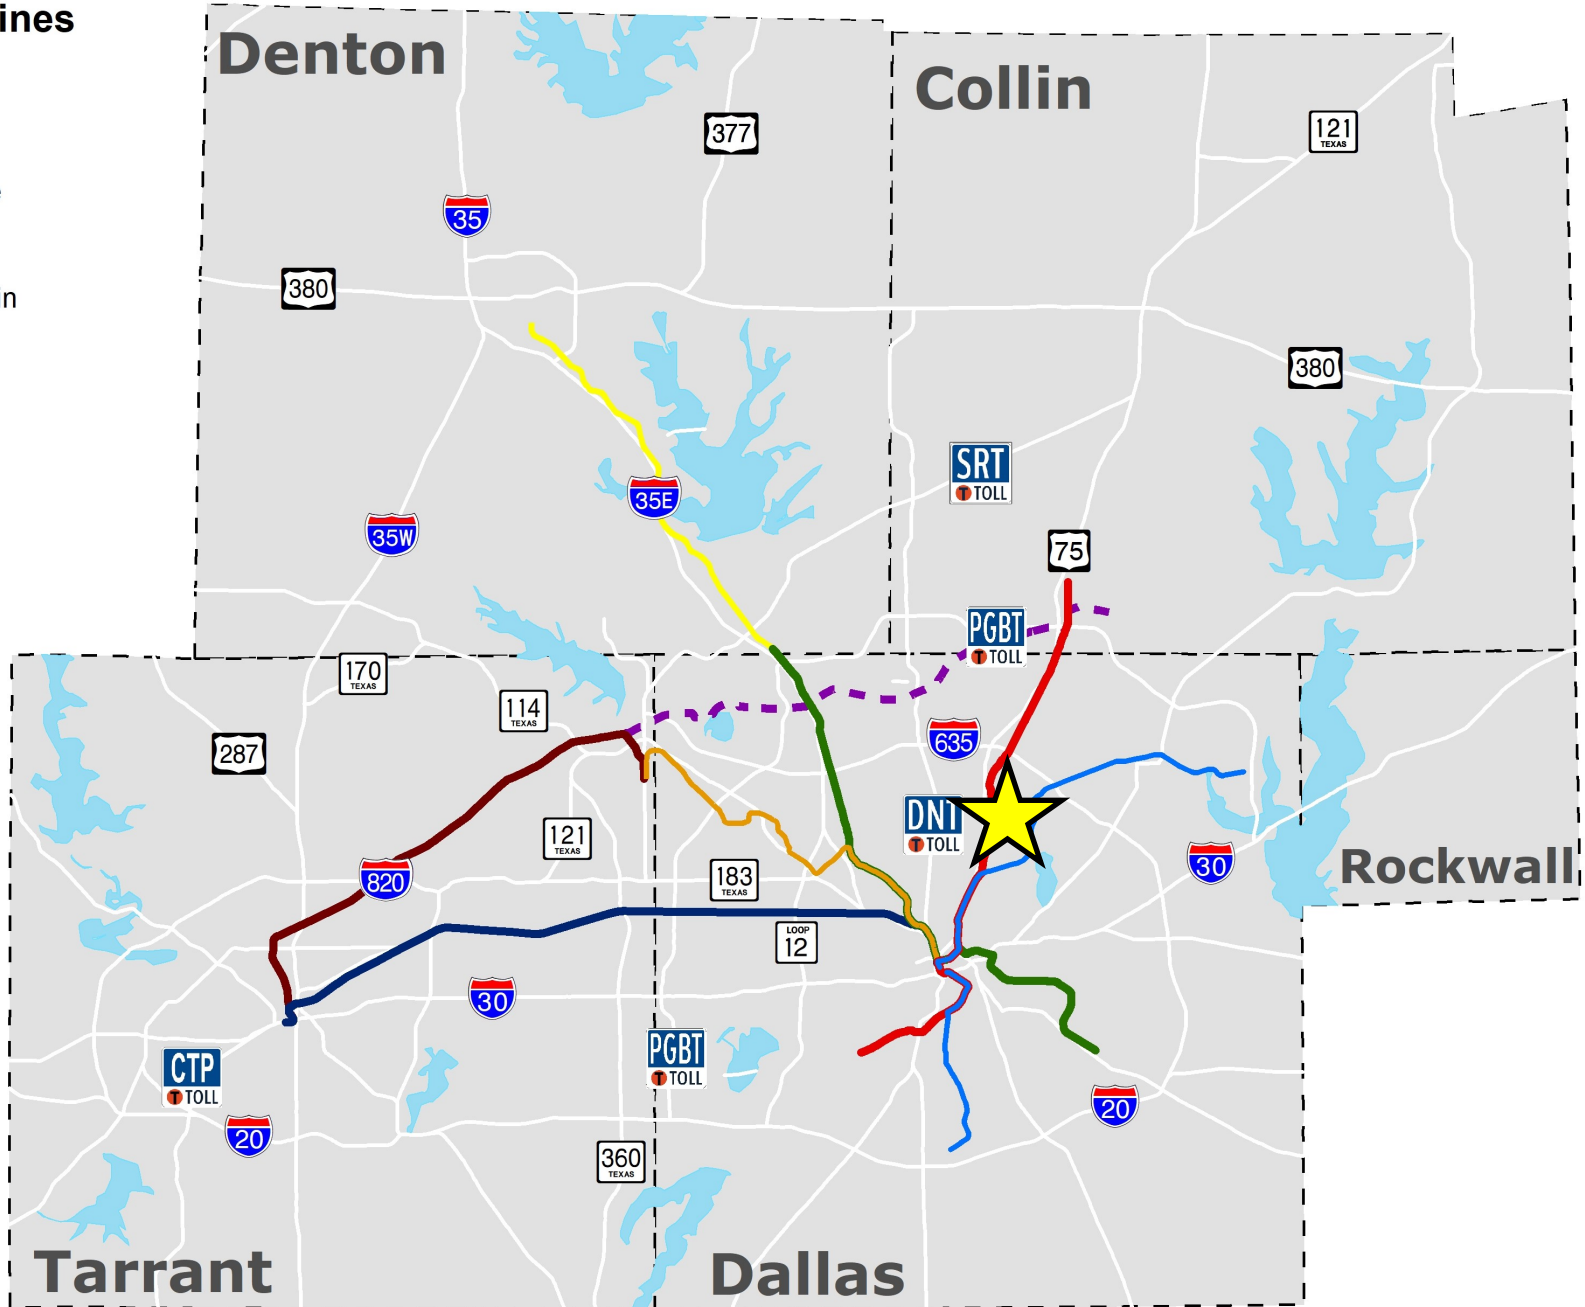 ines
Denton
Collin
377
121
TEXAS
35
in
380
380
SRT
T TOLL
35E
35W
75
PGBT
T TOLL
170
TEXAS
114
TEXAS
287
635
DNT
T TOLL
121
TEXAS
820
183
TEXAS
30
Rockwall
LOOP
12
30
PGBT
T TOLL
CTP
T TOLL
20
20
360
TEXAS
Tarrant
Dallas